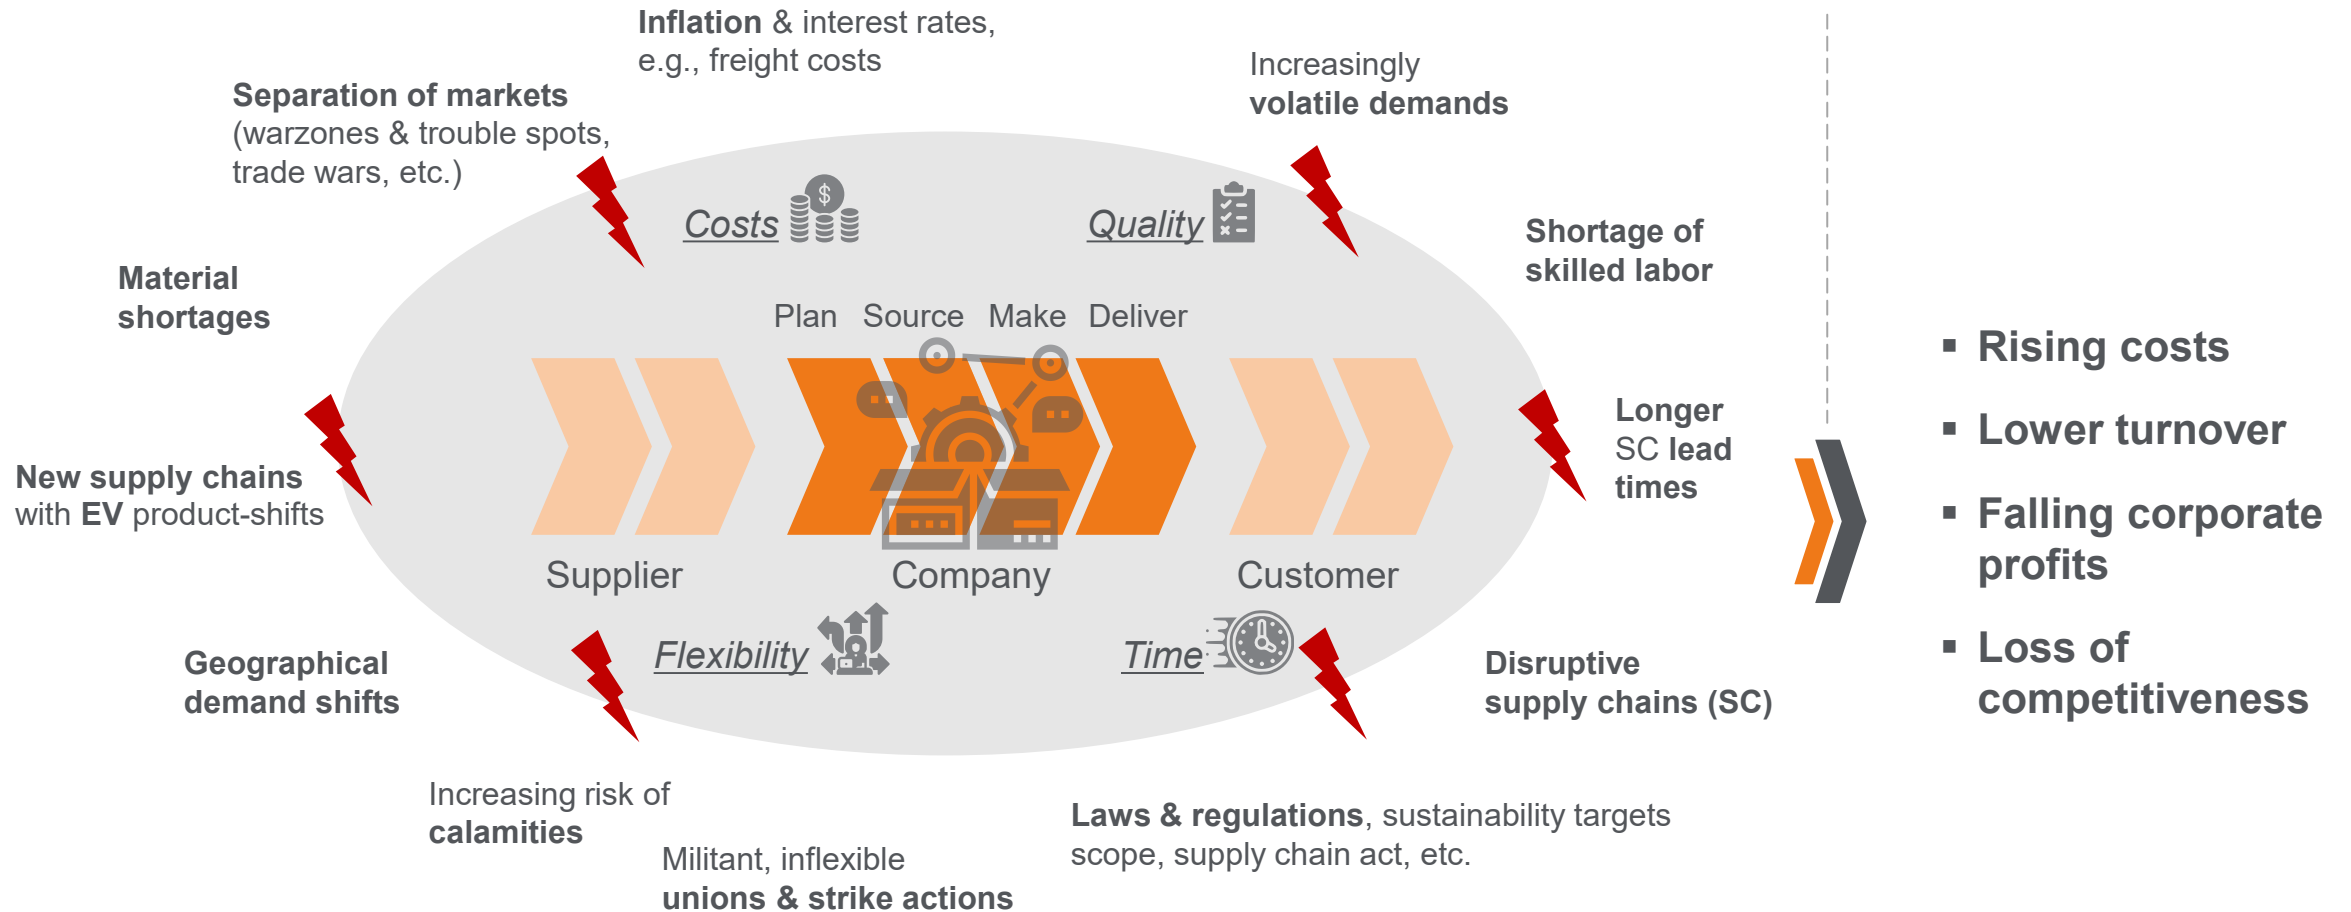 Inflation & interest rates,
e.g., freight costs
Increasingly
volatile demands
Separation of markets
(warzones & trouble spots,
trade wars, etc.)
Costs
$
Quality
Shortage of
skilled labor
Material
shortages
Plan Source Make Deliver
New supply chains
with EV product-shifts
Longer
SC lead
times
Supplier
Company
Customer
Flexibility
Time
Geographical
demand shifts
Disruptive
supply chains (SC)
Increasing risk of
calamities
Militant, inflexible
unions & strike actions
Laws & regulations, sustainability targets
scope, supply chain act, etc.
▪ Rising costs
▪ Lower turnover
▪ Falling corporate
profits
▪ Loss of
competitiveness